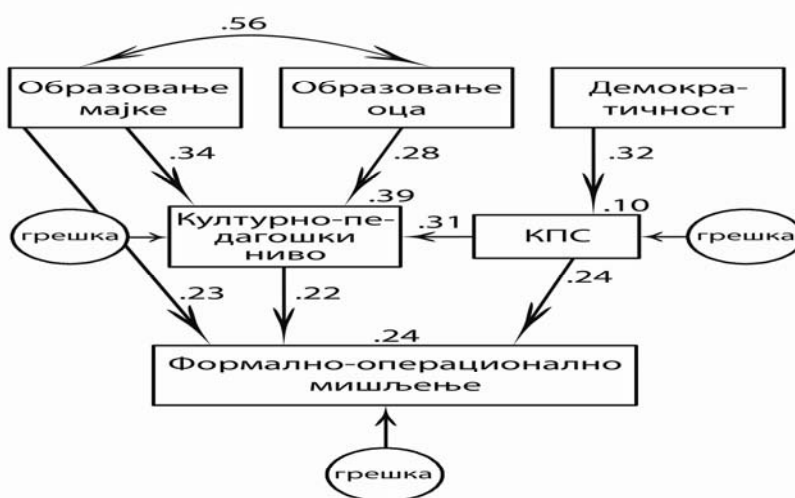 .56
Образовање
мајке
Образовање
оца
Демокра-
тичност
.34
.28
.32
.39
.10
грешка
Културно-пе-
дагошки
ниво
.31
КПС
грешка
.23
.22
.24
.24
Формално-операционално
мишљење
грешка